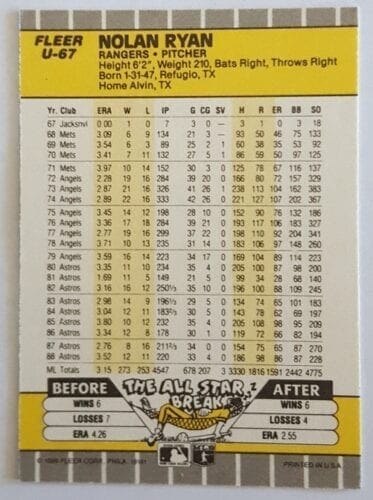 FLEER
U-67
NOLAN RYAN
RANGERS • PITCHER
Height 6'2", Weight 210, Bats Right, Throws Right
Born 1-31-47, Refugio, TX
Home Alvin, TX
Yr. Club ERA W L IP G CG SV H R ER BB SO
67 Jacksnvl 0.00 1 0 7 3 0 — 3 1 0 3 18
68 Mets 3.09 6 9 134 21 3 0 93 50 46 75 133
69 Mets 3.54 6 3 89 25 2 1 60 38 35 53 92
70 Mets 3.41 7 11 132 27 5 1 86 59 50 97 125
71 Mets 3.97 10 14 152 30 3 0 125 78 67 116 137
72 Angels 2.28 19 16 284 39 20 0 166 80 72 157 329
73 Angels 2.87 21 16 326 41 26 1 238 113 104 162 383
74 Angels 2.89 22 16 333 42 26 0 221 127 107 202 367
75 Angels 3.45 14 12 198 28 10 0 152 90 76 132 186
76 Angels 3.36 17 18 284 39 21 0 193 117 106 183 327
77 Angels 2.77 19 16 299 37 22 0 198 110 92 204 341
78 Angels 3.71 10 13 235 31 14 0 183 106 97 148 260
79 Angels 3.59 16 14 223 34 17 0 169 104 89 114 223
80 Astros 3.35 11 10 234 35 4 0 205 100 87 98 200
81 Astros 1.69 11 5 149 21 5 0 99 34 28 68 140
82 Astros 3.16 16 12 250 35 10 0 196 100 88 109 245
83 Astros 2.98 14 9 196⅓ 29 5 0 134 74 65 101 183
84 Astros 3.04 12 11 183⅔ 30 5 0 143 78 62 69 197
85 Astros 3.80 10 12 232 35 4 0 205 108 98 95 209
86 Astros 3.34 12 8 178 30 1 0 119 72 66 82 194
87 Astros 2.76 8 16 211⅔ 34 0 0 154 75 65 87 270
88 Astros 3.52 12 11 220 33 4 0 186 98 86 87 228
ML Totals 3.15 273 253 4547 678 207 3 3330 1816 1591 2442 4775
BEFORE THE ALL STAR BREAK AFTER
WINS 6 WINS 6
LOSSES 7 LOSSES 4
ERA 4.26 ERA 2.55
© 1989 FLEER CORP., PHILA. 19141 PRINTED IN U.S.A.